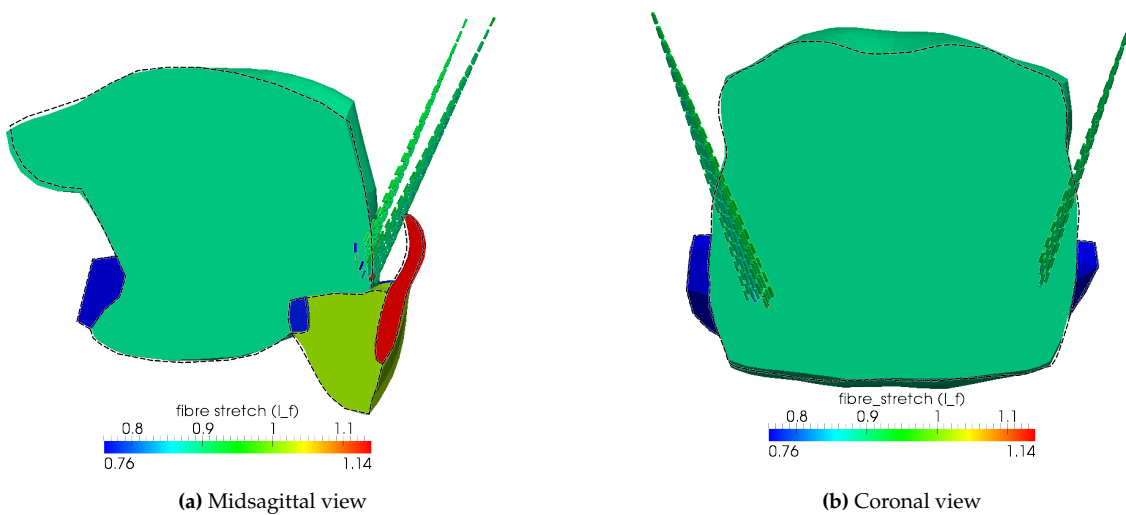 fibre stretch (l_f)
0.8 0.9 1 1.1
0.76 1.14
(a) Midsagittal view
fibre_stretch (l_f)
0.8 0.9 1 1.1
0.76 1.14
(b) Coronal view